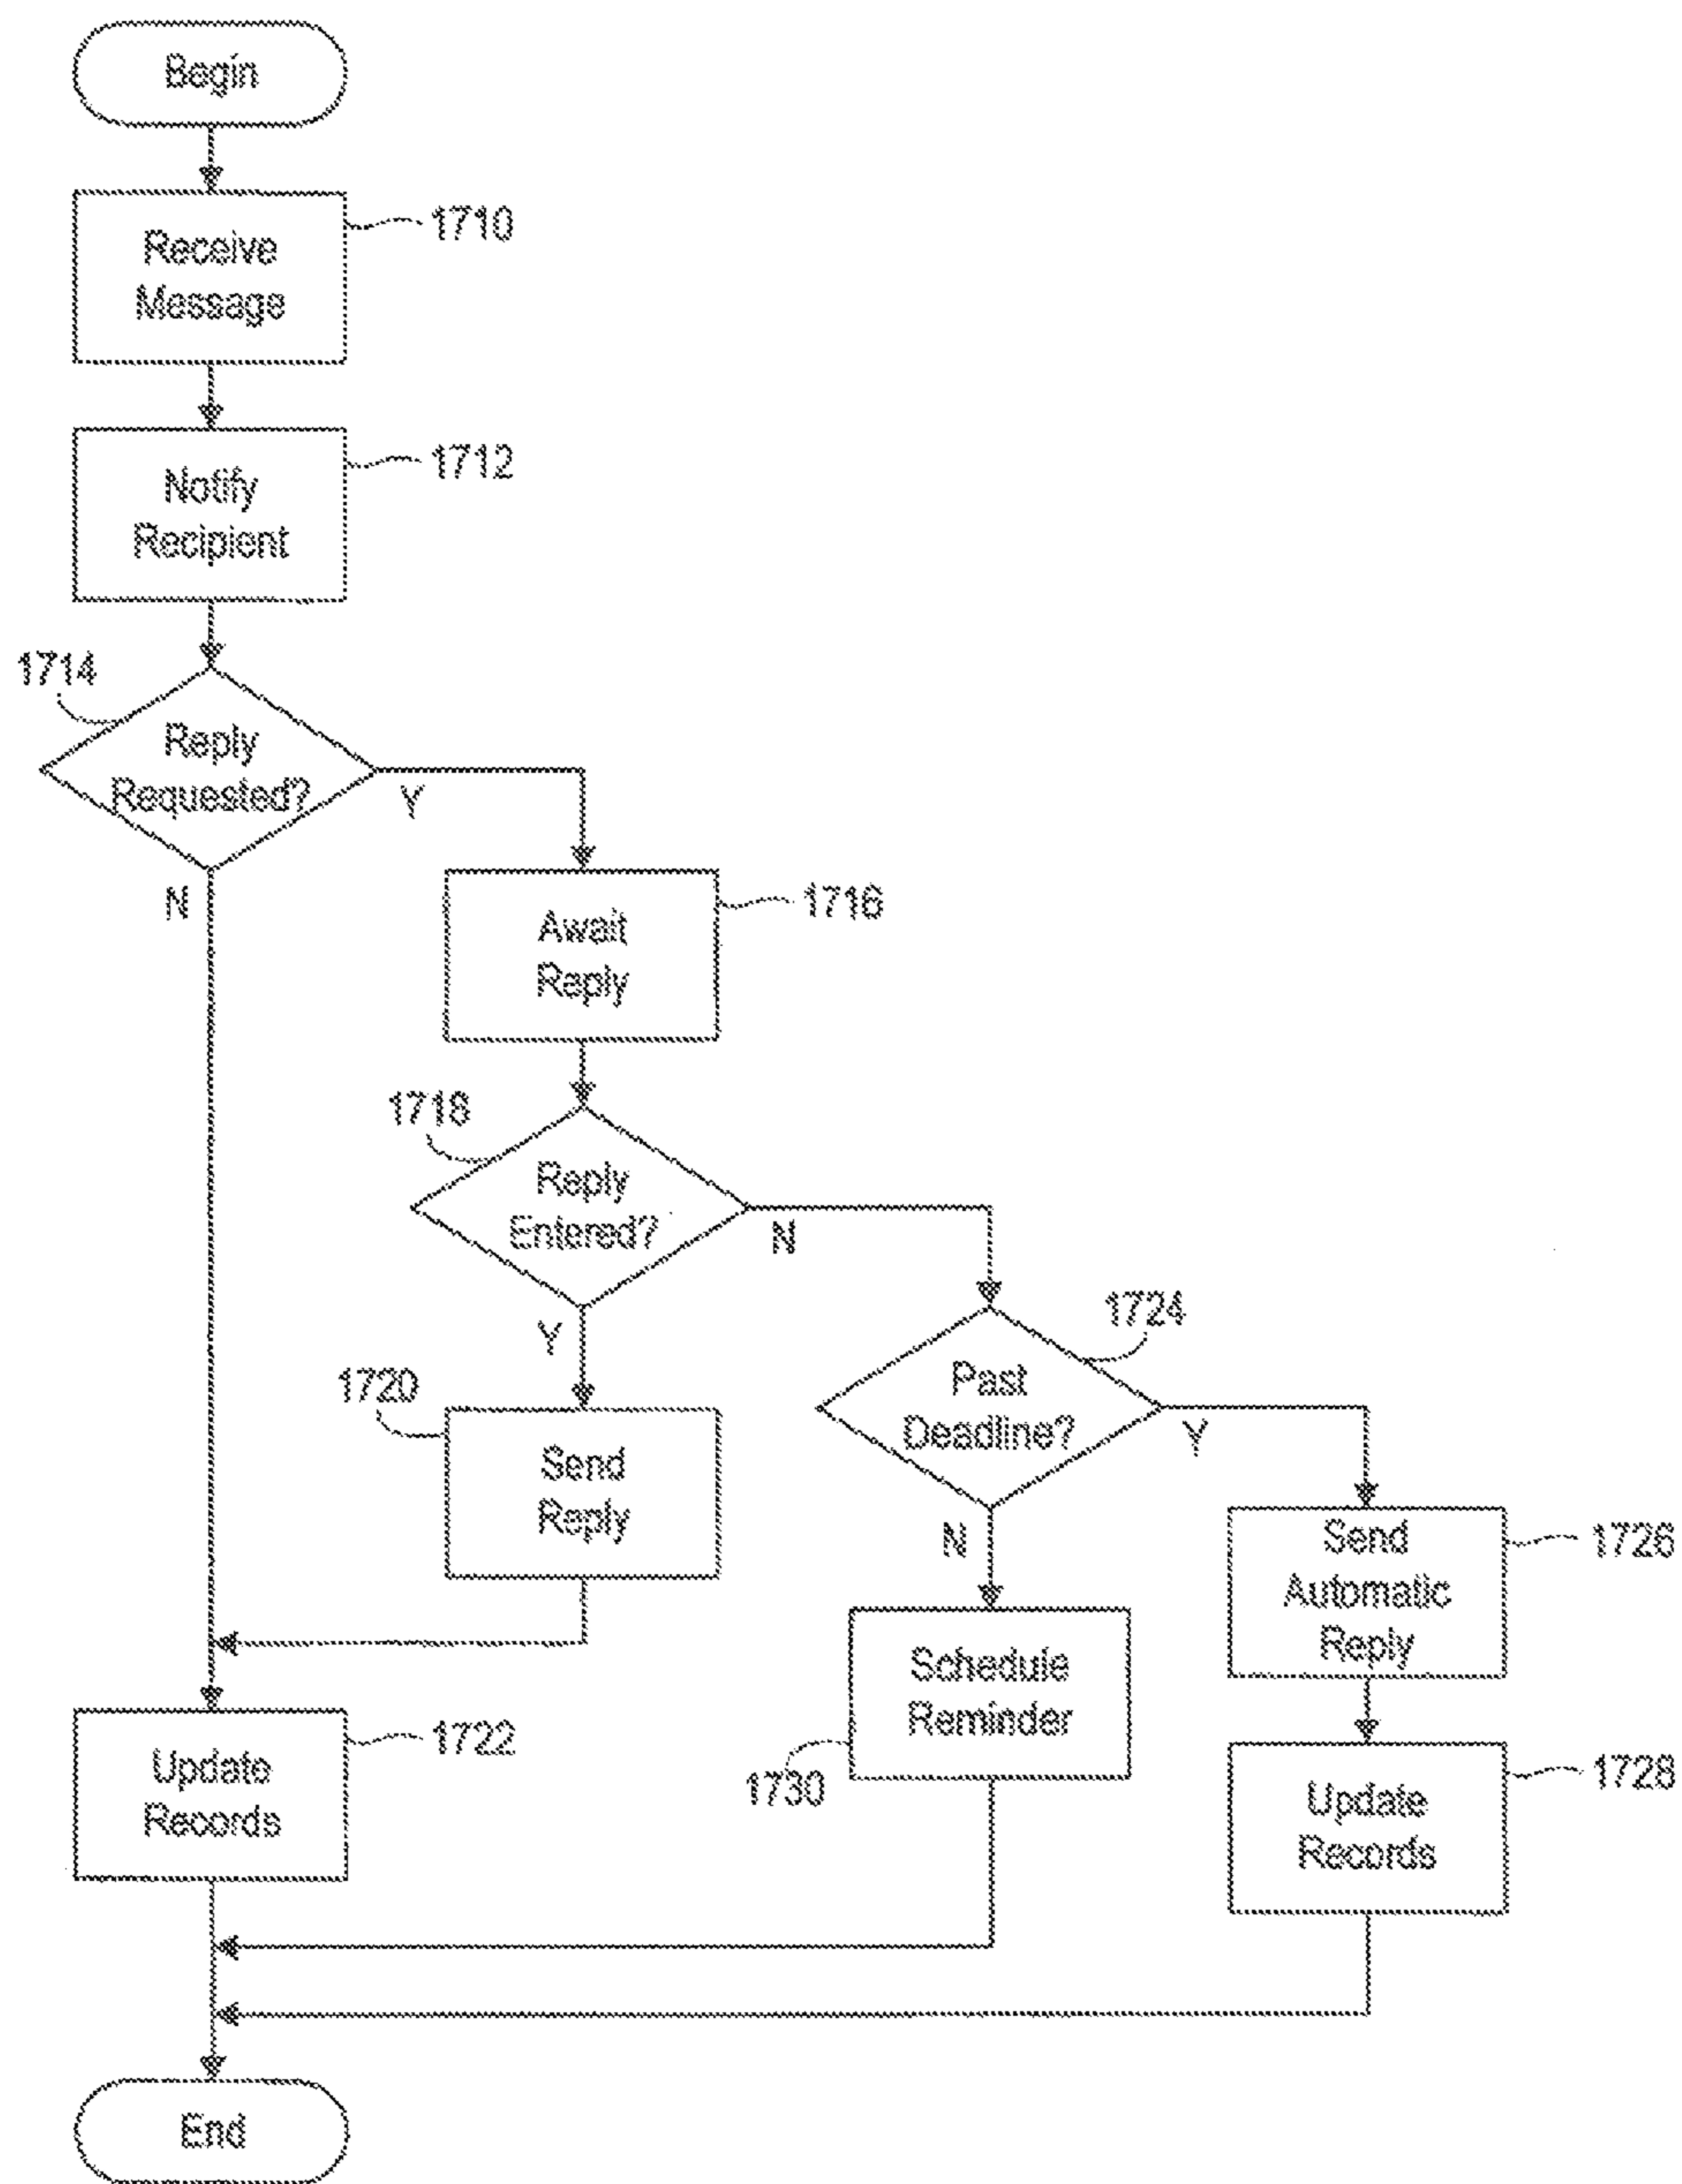 Begin
Receive
Message
1710
Notify
Recipient
1712
1714
Reply
Requested?
Y
N
Await
Reply
1716
1718
Reply
Entered?
N
Y
1724
Past
Deadline?
Y
N
1720
Send
Reply
Send
Automatic
Reply
1726
Schedule
Reminder
1730
Update
Records
1722
Update
Records
1728
End